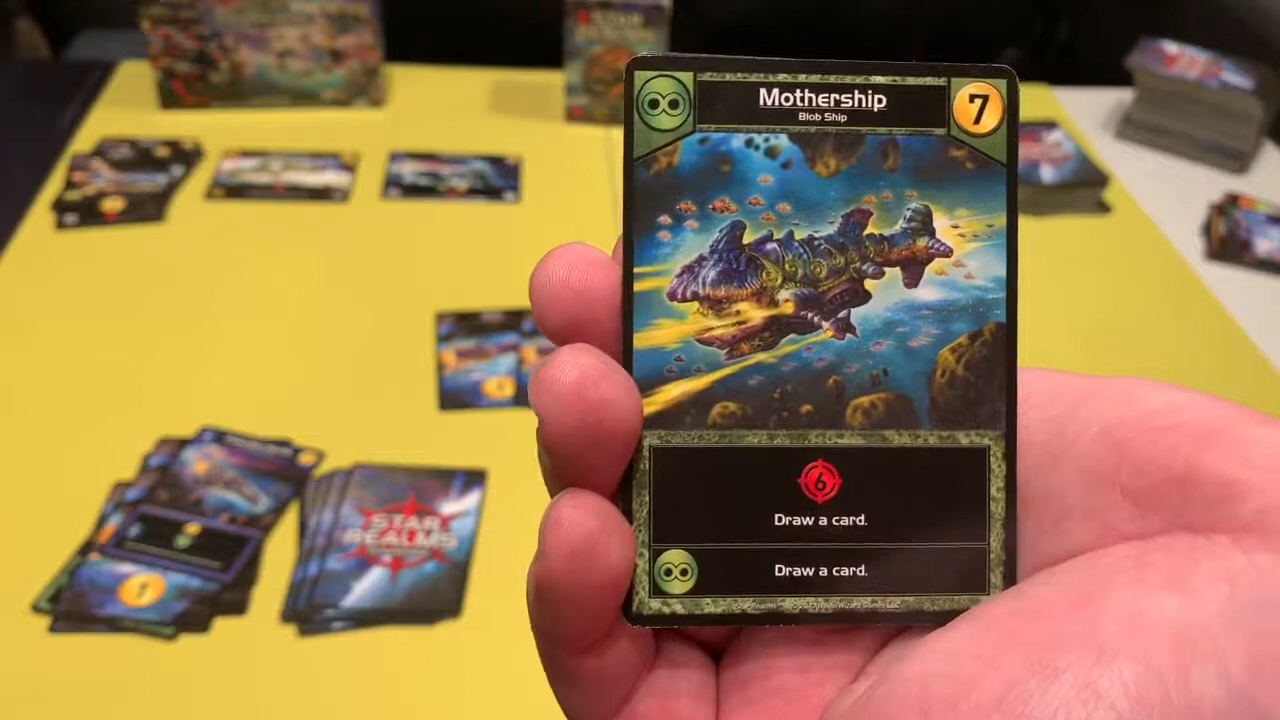 Mothership
Blob Ship
7
6
Draw a card.
Draw a card.
STAR
REALMS